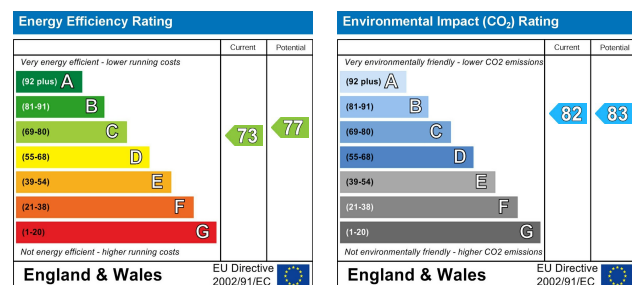 Energy Efficiency Rating
Current Potential
Very energy efficient - lower running costs
(92 plus) A
(81-91) B
(69-80) C
(55-68) D
(39-54) E
(21-38) F
(1-20) G
73
77
Not energy efficient - higher running costs
England & Wales
EU Directive
2002/91/EC
Environmental Impact (CO₂) Rating
Current Potential
Very environmentally friendly - lower CO2 emissions
(92 plus) A
(81-91) B
(69-80) C
(55-68) D
(39-54) E
(21-38) F
(1-20) G
82
83
Not environmentally friendly - higher CO2 emissions
England & Wales
EU Directive
2002/91/EC